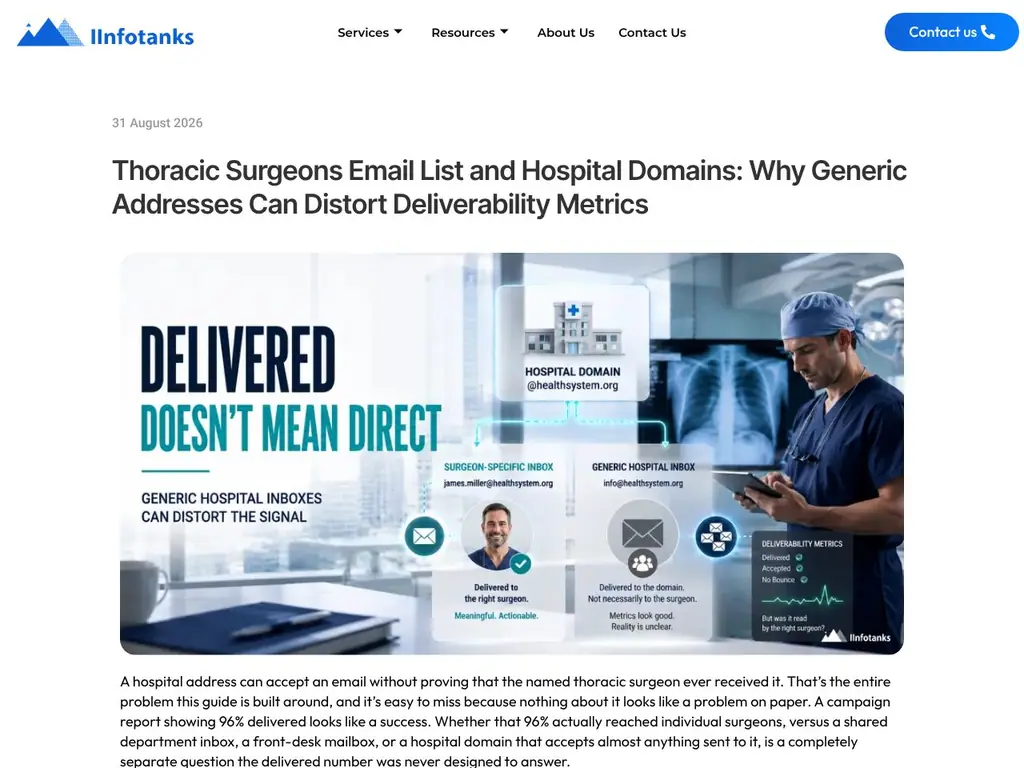 IInfotanks
Services
Resources
About Us
Contact Us
Contact us
31 August 2026
Thoracic Surgeons Email List and Hospital Domains: Why Generic
Addresses Can Distort Deliverability Metrics
DELIVERED
DOESN'T MEAN DIRECT
GENERIC HOSPITAL INBOXES
CAN DISTORT THE SIGNAL
HOSPITAL DOMAIN
@healthsystem.org
SURGEON-SPECIFIC INBOX
james.miller@healthsystem.org
Delivered to
the right surgeon.
Meaningful. Actionable.
GENERIC HOSPITAL INBOX
info@healthsystem.org
Delivered to the domain.
Not necessarily to the surgeon.
Metrics look good.
Reality is unclear.
DELIVERABILITY METRICS
Delivered
Accepted
No Bounce
But was it read
by the right surgeon?
IInfotanks
A hospital address can accept an email without proving that the named thoracic surgeon ever received it. That's the entire
problem this guide is built around, and it's easy to miss because nothing about it looks like a problem on paper. A campaign
report showing 96% delivered looks like a success. Whether that 96% actually reached individual surgeons, versus a shared
department inbox, a front-desk mailbox, or a hospital domain that accepts almost anything sent to it, is a completely
separate question the delivered number was never designed to answer.